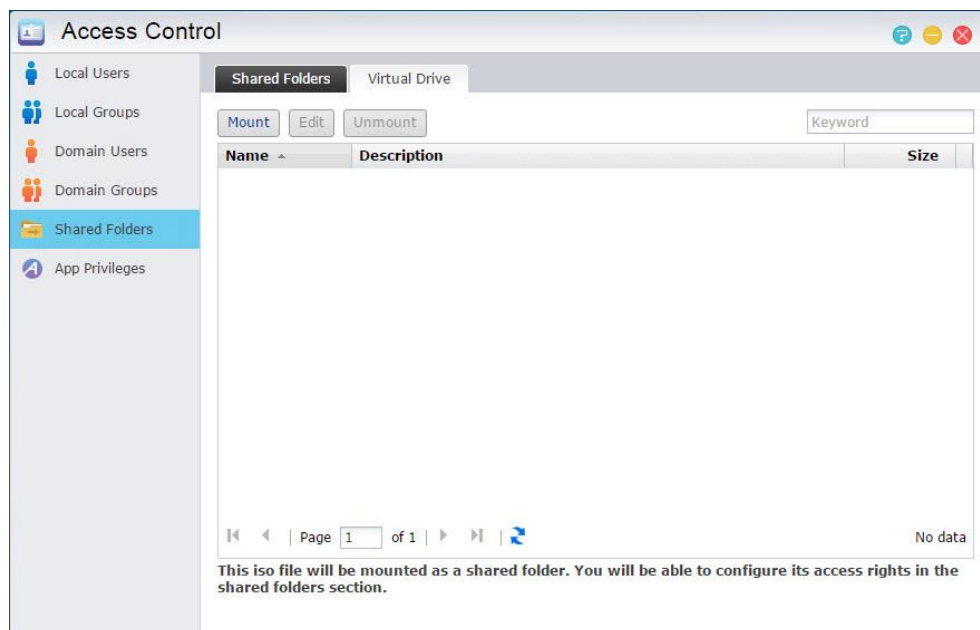 Access Control
Local Users
Local Groups
Domain Users
Domain Groups
Shared Folders
App Privileges
Shared Folders Virtual Drive
Mount Edit Unmount Keyword
Name Description Size
Page 1 of 1 No data
This iso file will be mounted as a shared folder. You will be able to configure its access rights in the
shared folders section.